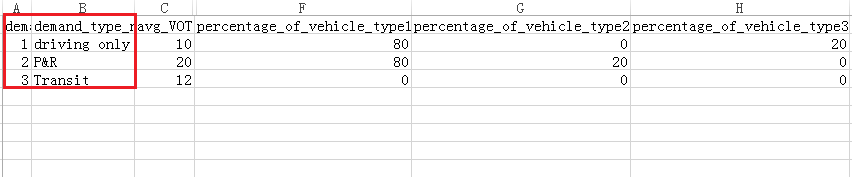 A B C F G H
dema demand_type_n avg_VOT percentage_of_vehicle_type1 percentage_of_vehicle_type2 percentage_of_vehicle_type3
1 driving only 10 80 0 20
2 P&R 20 80 20 0
3 Transit 12 0 0 0